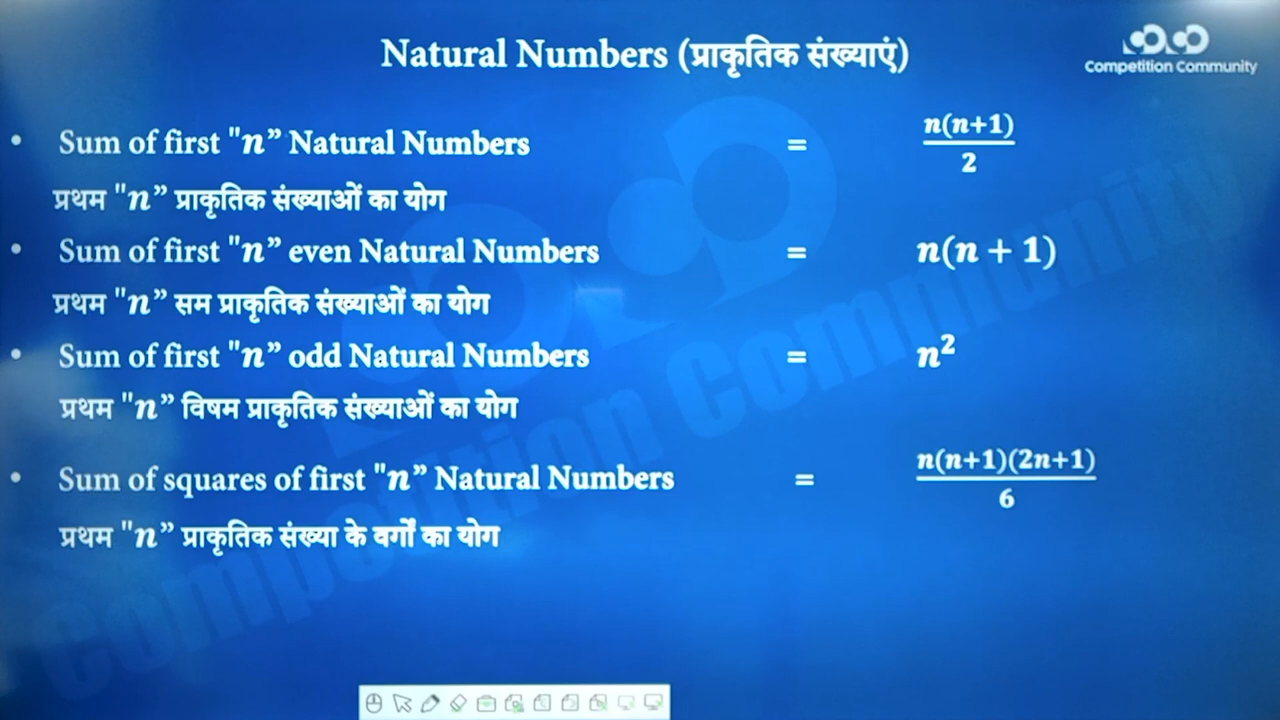 Natural Numbers (प्राकृतिक संख्याएं)
Competition Community
• Sum of first "n” Natural Numbers = n(n+1)/2
प्रथम "n” प्राकृतिक संख्याओं का योग
• Sum of first "n” even Natural Numbers = n(n + 1)
प्रथम "n” सम प्राकृतिक संख्याओं का योग
• Sum of first "n” odd Natural Numbers = n²
प्रथम "n” विषम प्राकृतिक संख्याओं का योग
• Sum of squares of first "n” Natural Numbers = n(n+1)(2n+1)/6
प्रथम "n” प्राकृतिक संख्या के वर्गों का योग
Competition Community